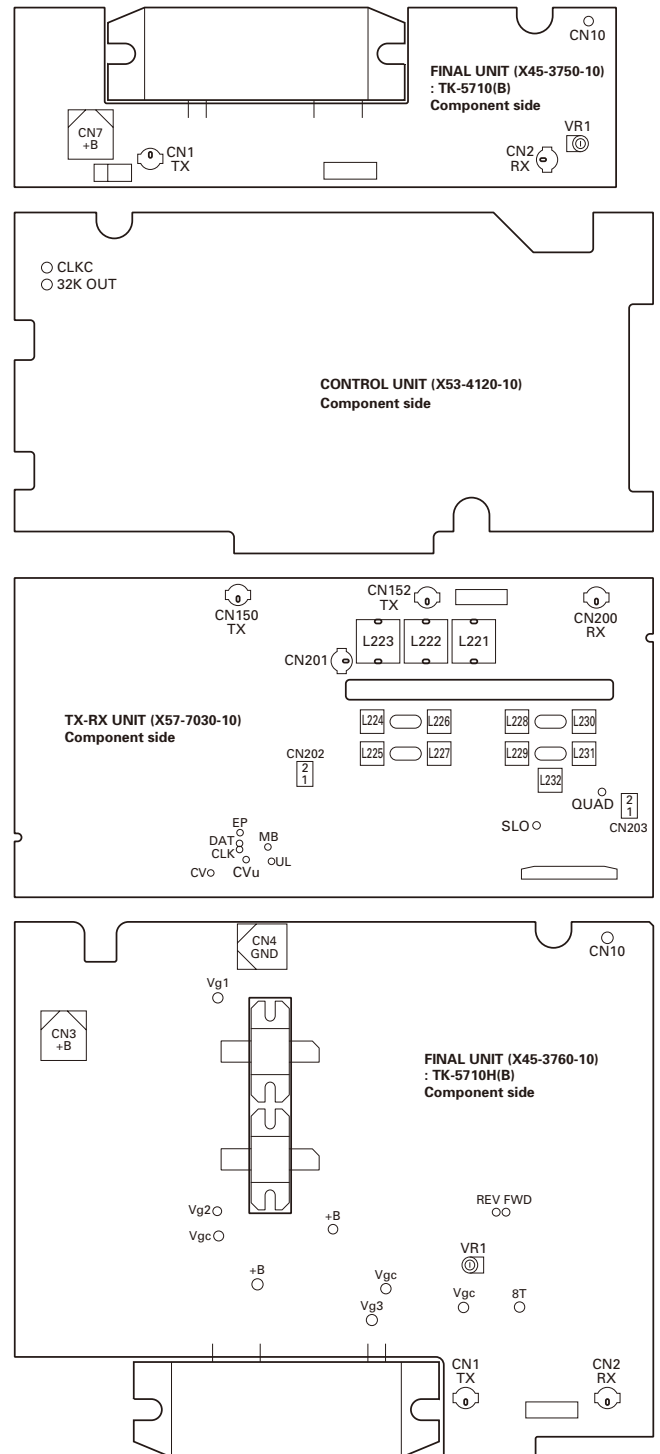 CN10
FINAL UNIT (X45-3750-10)
: TK-5710(B)
Component side
CN7
+B
CN1
TX
CN2
RX
VR1
CLKC
32K OUT
CONTROL UNIT (X53-4120-10)
Component side
CN150
TX
CN152
TX
CN200
RX
L223
L222
L221
CN201
TX-RX UNIT (X57-7030-10)
Component side
L224
L226
L228
L230
L225
L227
L229
L231
CN202
2
1
L232
QUAD
2
1
CN203
SLO
EP
DAT
MB
CLK
UL
CV
CVu
CN4
GND
CN10
Vg1
CN3
+B
FINAL UNIT (X45-3760-10)
: TK-5710H(B)
Component side
Vg2
+B
REV FWD
Vgc
VR1
+B
Vgc
Vgc
8T
Vg3
CN1
TX
CN2
RX